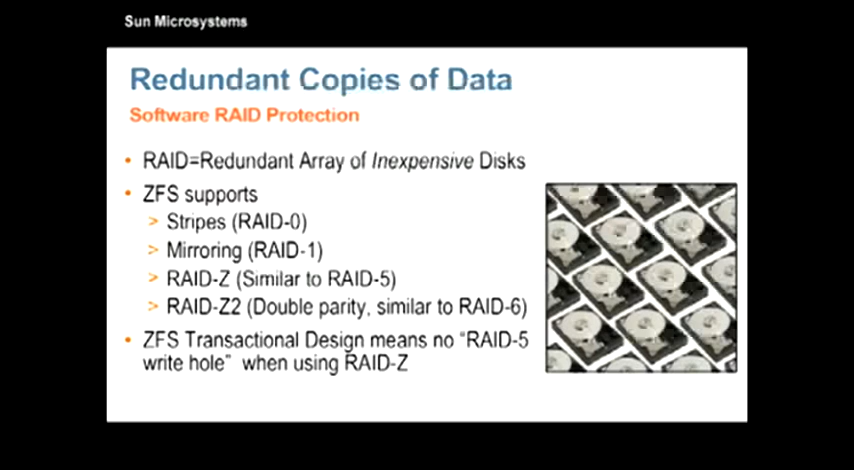 Sun Microsystems
Redundant Copies of Data
Software RAID Protection
• RAID=Redundant Array of Inexpensive Disks
• ZFS supports
> Stripes (RAID-0)
> Mirroring (RAID-1)
> RAID-Z (Similar to RAID-5)
> RAID-Z2 (Double parity, similar to RAID-6)
• ZFS Transactional Design means no "RAID-5
write hole" when using RAID-Z